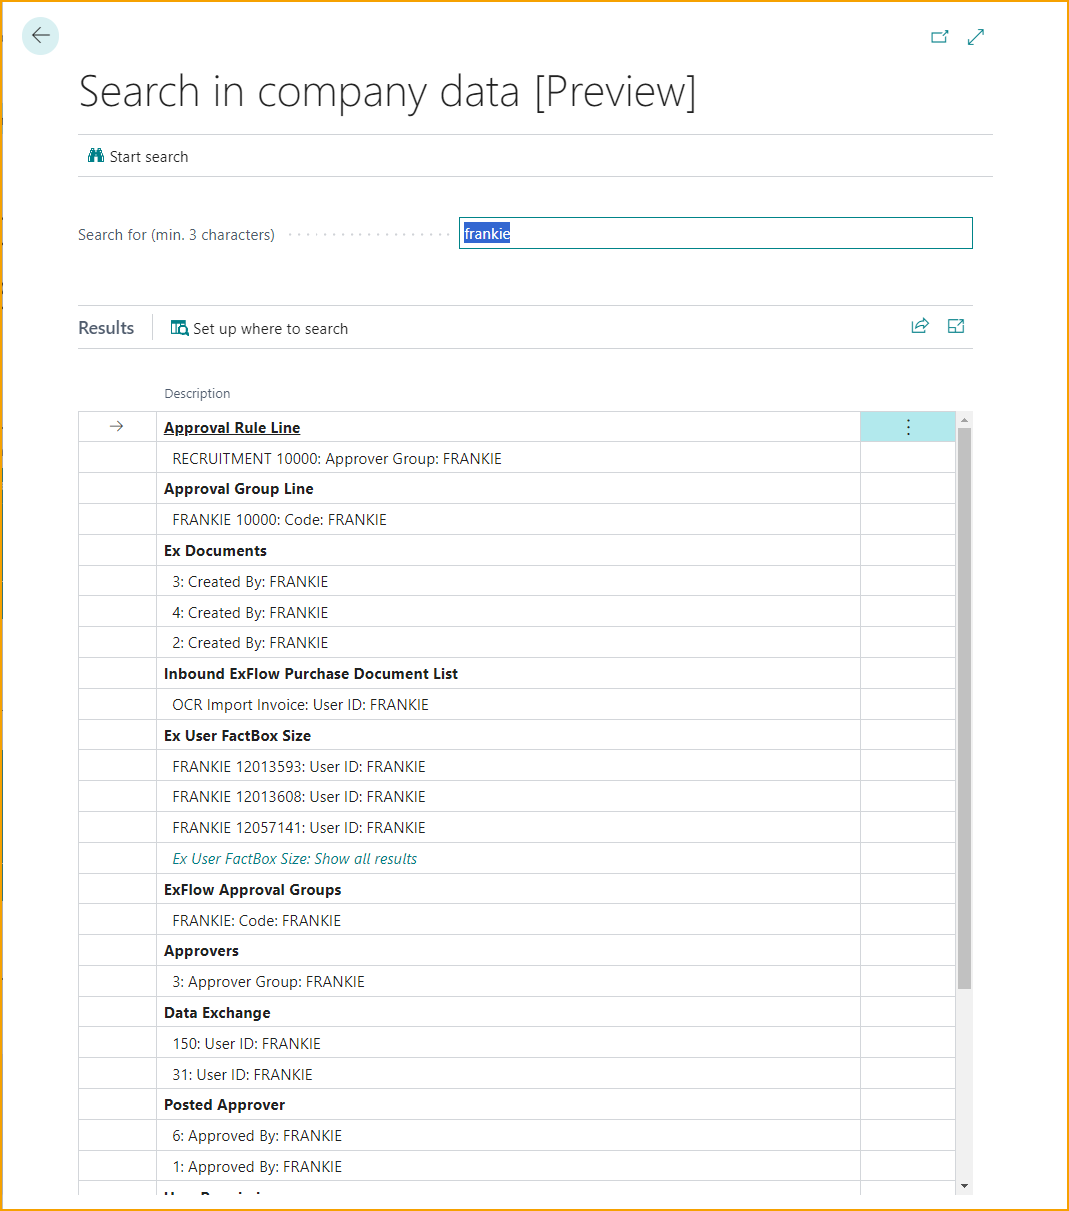 Search in company data [Preview]
Start search
Search for (min. 3 characters)
frankie
Results
Set up where to search
Description
Approval Rule Line
RECRUITMENT 10000: Approver Group: FRANKIE
Approval Group Line
FRANKIE 10000: Code: FRANKIE
Ex Documents
3: Created By: FRANKIE
4: Created By: FRANKIE
2: Created By: FRANKIE
Inbound ExFlow Purchase Document List
OCR Import Invoice: User ID: FRANKIE
Ex User FactBox Size
FRANKIE 12013593: User ID: FRANKIE
FRANKIE 12013608: User ID: FRANKIE
FRANKIE 12057141: User ID: FRANKIE
Ex User FactBox Size: Show all results
ExFlow Approval Groups
FRANKIE: Code: FRANKIE
Approvers
3: Approver Group: FRANKIE
Data Exchange
150: User ID: FRANKIE
31: User ID: FRANKIE
Posted Approver
6: Approved By: FRANKIE
1: Approved By: FRANKIE